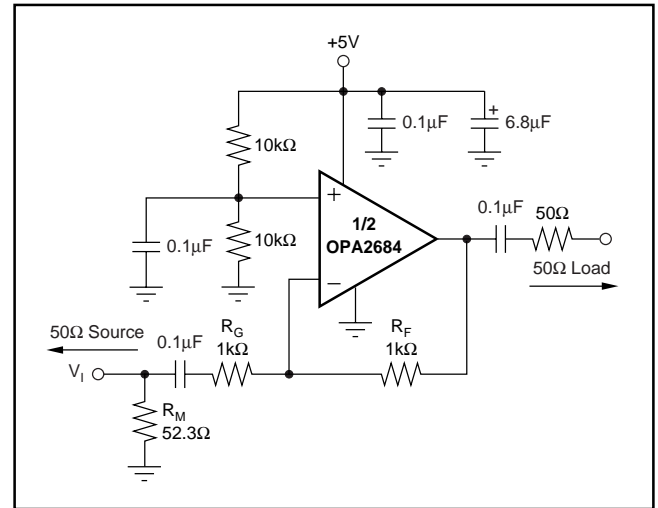 +5V
0.1µF
+
6.8µF
10kΩ
+
1/2
OPA2684
0.1µF
50Ω
0.1µF
10kΩ
−
50Ω Load
50Ω Source
0.1µF
R_G
1kΩ
R_F
1kΩ
V_I
R_M
52.3Ω